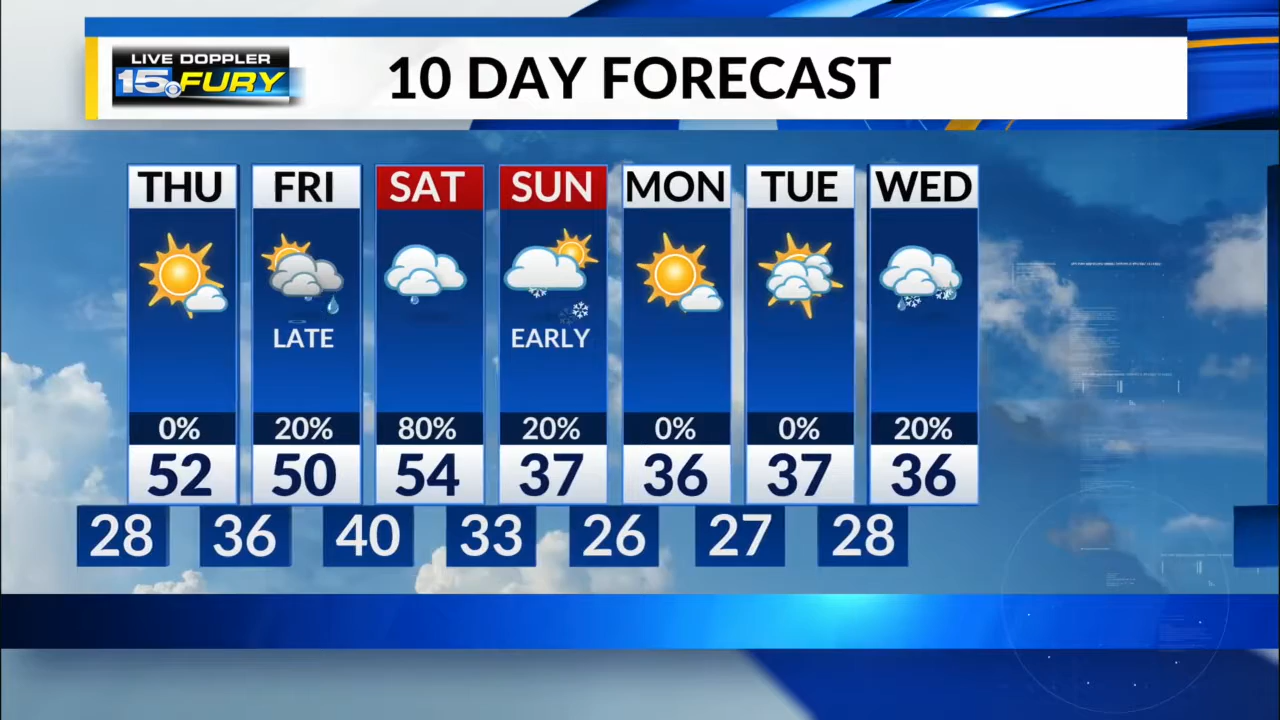 LIVE DOPPLER
15 FURY
10 DAY FORECAST
THU FRI SAT SUN MON TUE WED
LATE EARLY
0% 20% 80% 20% 0% 0% 20%
52 50 54 37 36 37 36
28 36 40 33 26 27 28